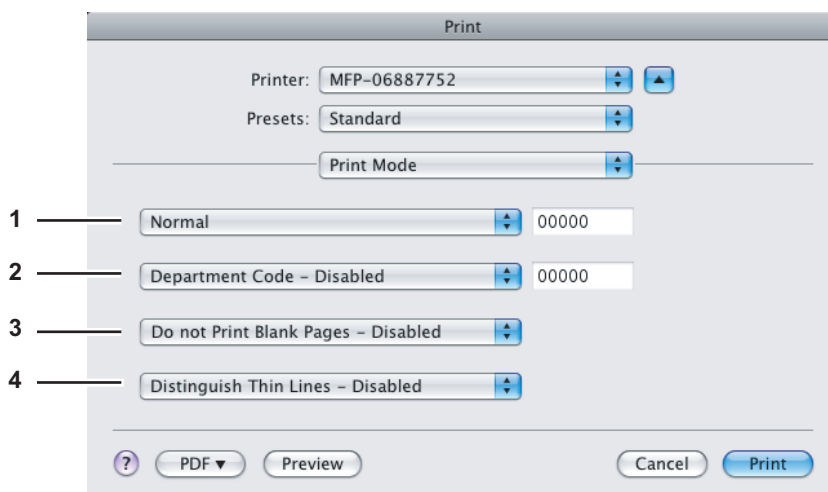 Print
Printer: MFP-06887752
Presets: Standard
Print Mode
1 Normal 00000
2 Department Code – Disabled 00000
3 Do not Print Blank Pages – Disabled
4 Distinguish Thin Lines – Disabled
? PDF▼ Preview Cancel Print